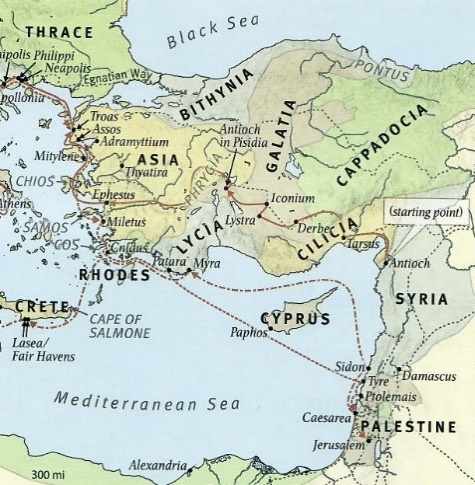 Black Sea
THRACE
Philippi
Neapolis
Egnatian Way
PONTUS
BITHYNIA
GALATIA
CAPPADOCIA
Troas
Assos
Adramyttium
Antioch
in Pisidia
Mitylene
ASIA
Thyatira
PHRYGIA
CHIOS
Ephesus
Iconium
(starting point)
Lystra
Derbe
CILICIA
Tarsus
SAMOS
Miletus
COS
LYCIA
Cnidus
Patara
Myra
Antioch
RHODES
SYRIA
CRETE
CAPE OF
SALMONE
CYPRUS
Paphos
Lasea/
Fair Havens
Sidon
Damascus
Tyre
Ptolemais
Mediterranean Sea
Caesarea
PALESTINE
Jerusalem
Alexandria
300 mi